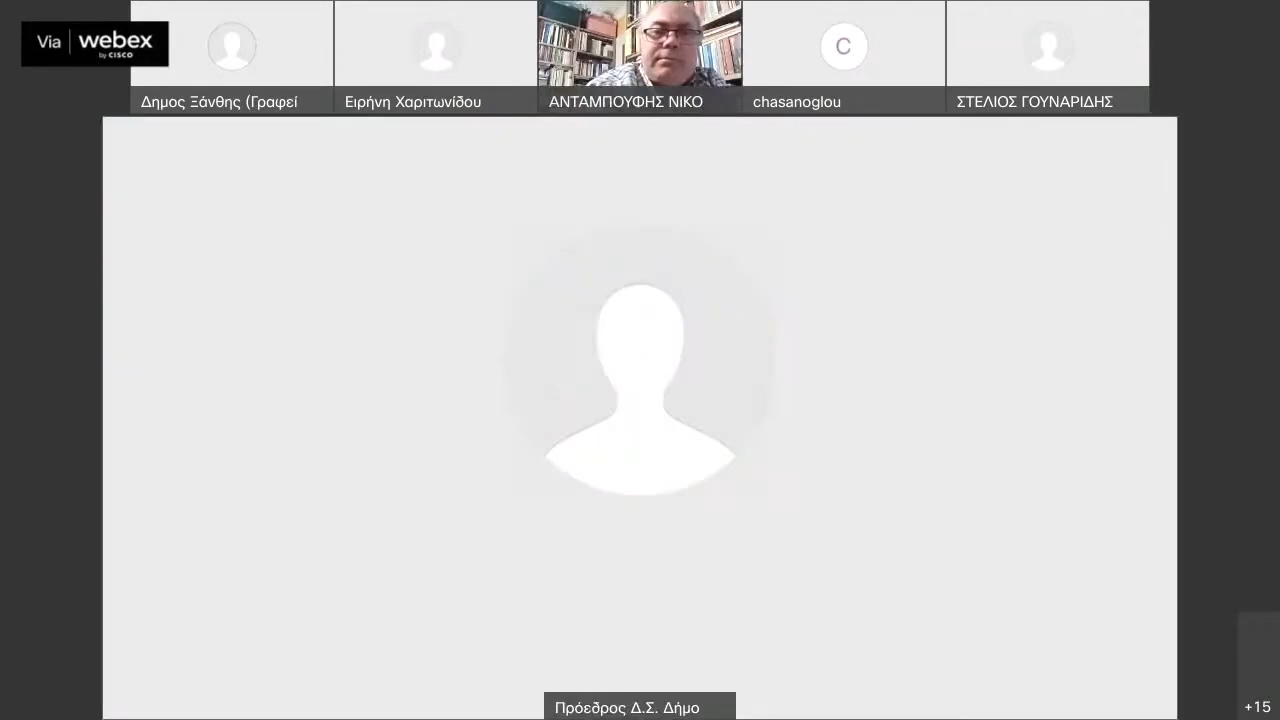 Via webex
by CISCO
Δημος Ξάνθης (Γραφεί
Ειρήνη Χαριτωνίδου
ΑΝΤΑΜΠΟΥΦΗΣ ΝΙΚΟ
C
chasanoglou
ΣΤΕΛΙΟΣ ΓΟΥΝΑΡΙΔΗΣ
Πρόεδρος Δ.Σ. Δήμο
+15